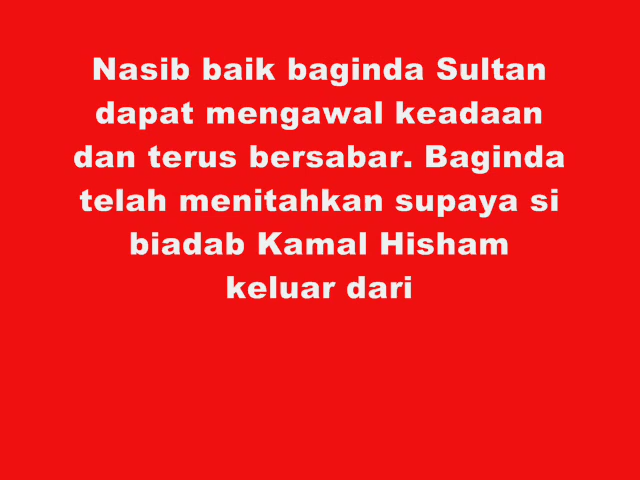 Nasib baik baginda Sultan
dapat mengawal keadaan
dan terus bersabar. Baginda
telah menitahkan supaya si
biadab Kamal Hisham
keluar dari